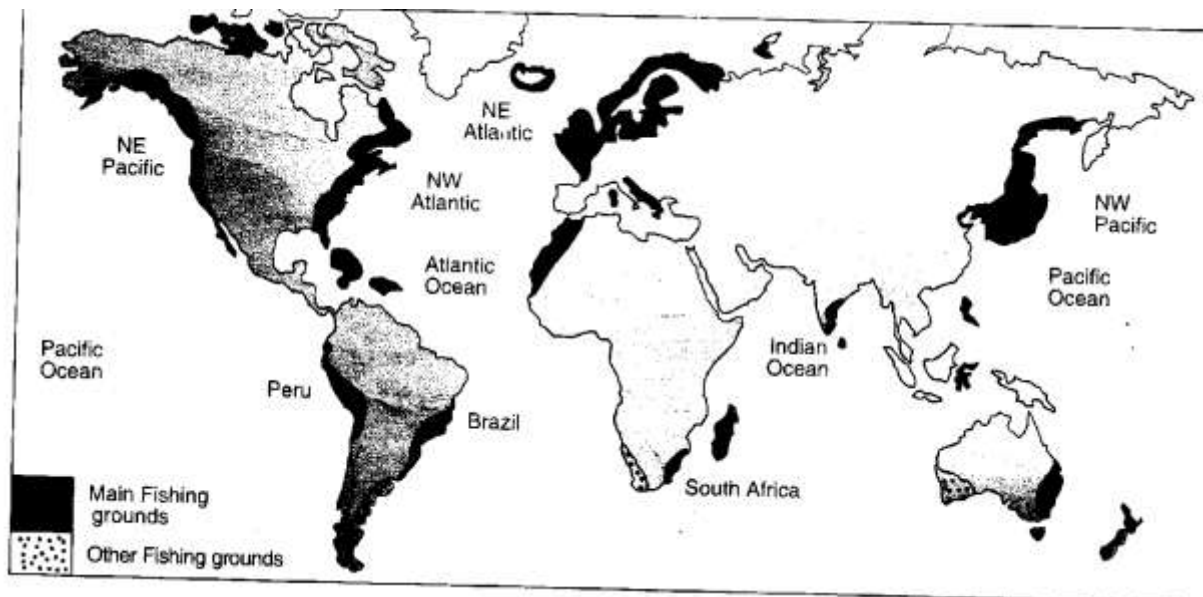 NE
Atlantic
NE
Pacific
NW
Atlantic
NW
Pacific
Atlantic
Ocean
Pacific
Ocean
Pacific
Ocean
Indian
Ocean
Peru
Brazil
South Africa
Main Fishing
grounds
Other Fishing grounds